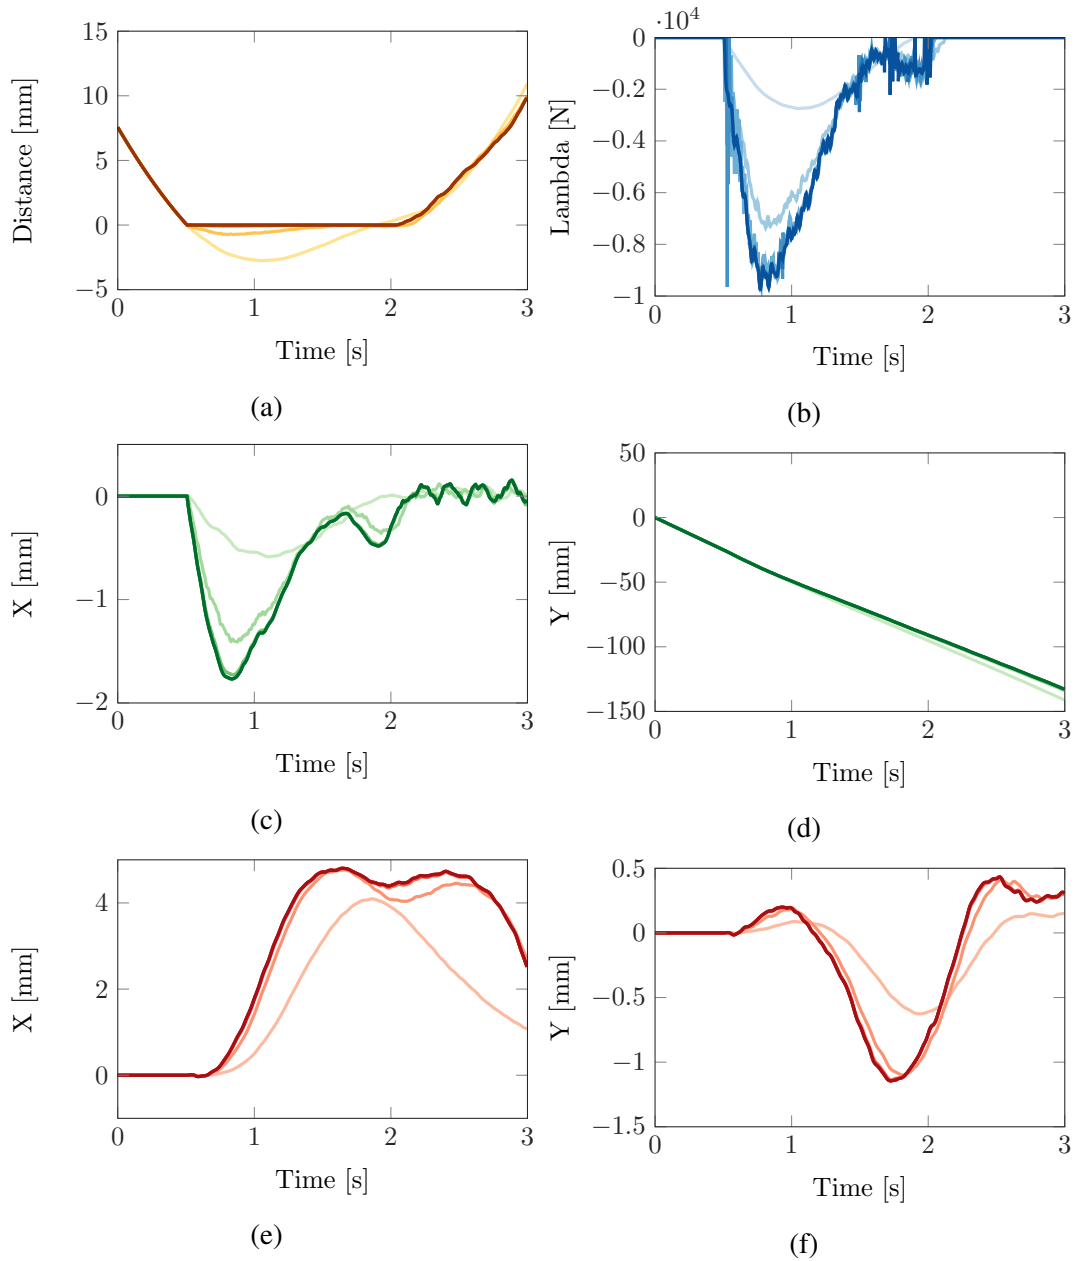 15
10
5
0
−5
Distance [mm]
0 1 2 3
Time [s]
(a)
·10⁴
0
−0.2
−0.4
−0.6
−0.8
−1
Lambda [N]
0 1 2 3
Time [s]
(b)
0
−1
−2
X [mm]
0 1 2 3
Time [s]
(c)
50
0
−50
−100
−150
Y [mm]
0 1 2 3
Time [s]
(d)
4
2
0
X [mm]
0 1 2 3
Time [s]
(e)
0.5
0
−0.5
−1
−1.5
Y [mm]
0 1 2 3
Time [s]
(f)